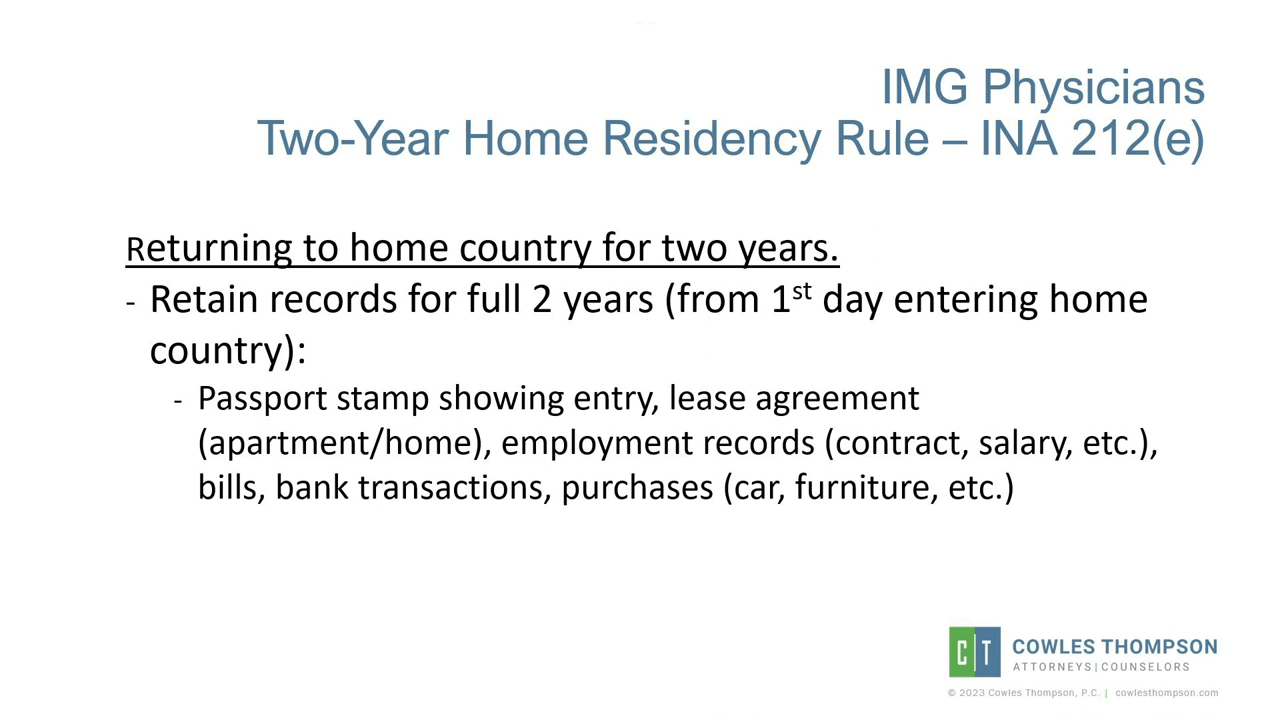 IMG Physicians
Two-Year Home Residency Rule – INA 212(e)
Returning to home country for two years.
- Retain records for full 2 years (from 1st day entering home
country):
- Passport stamp showing entry, lease agreement
(apartment/home), employment records (contract, salary, etc.),
bills, bank transactions, purchases (car, furniture, etc.)
C T
COWLES THOMPSON
ATTORNEYS | COUNSELORS
© 2023 Cowles Thompson, P.C. | cowlesthompson.com